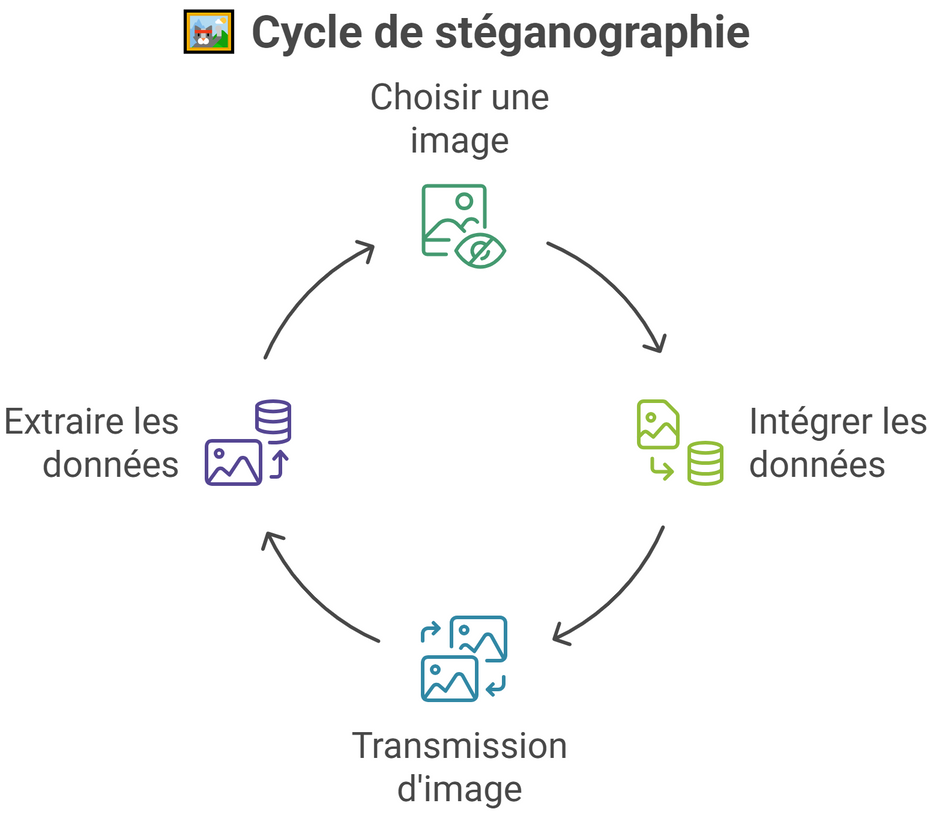 Cycle de stéganographie
Choisir une
image
Extraire les
données
Intégrer les
données
Transmission
d'image